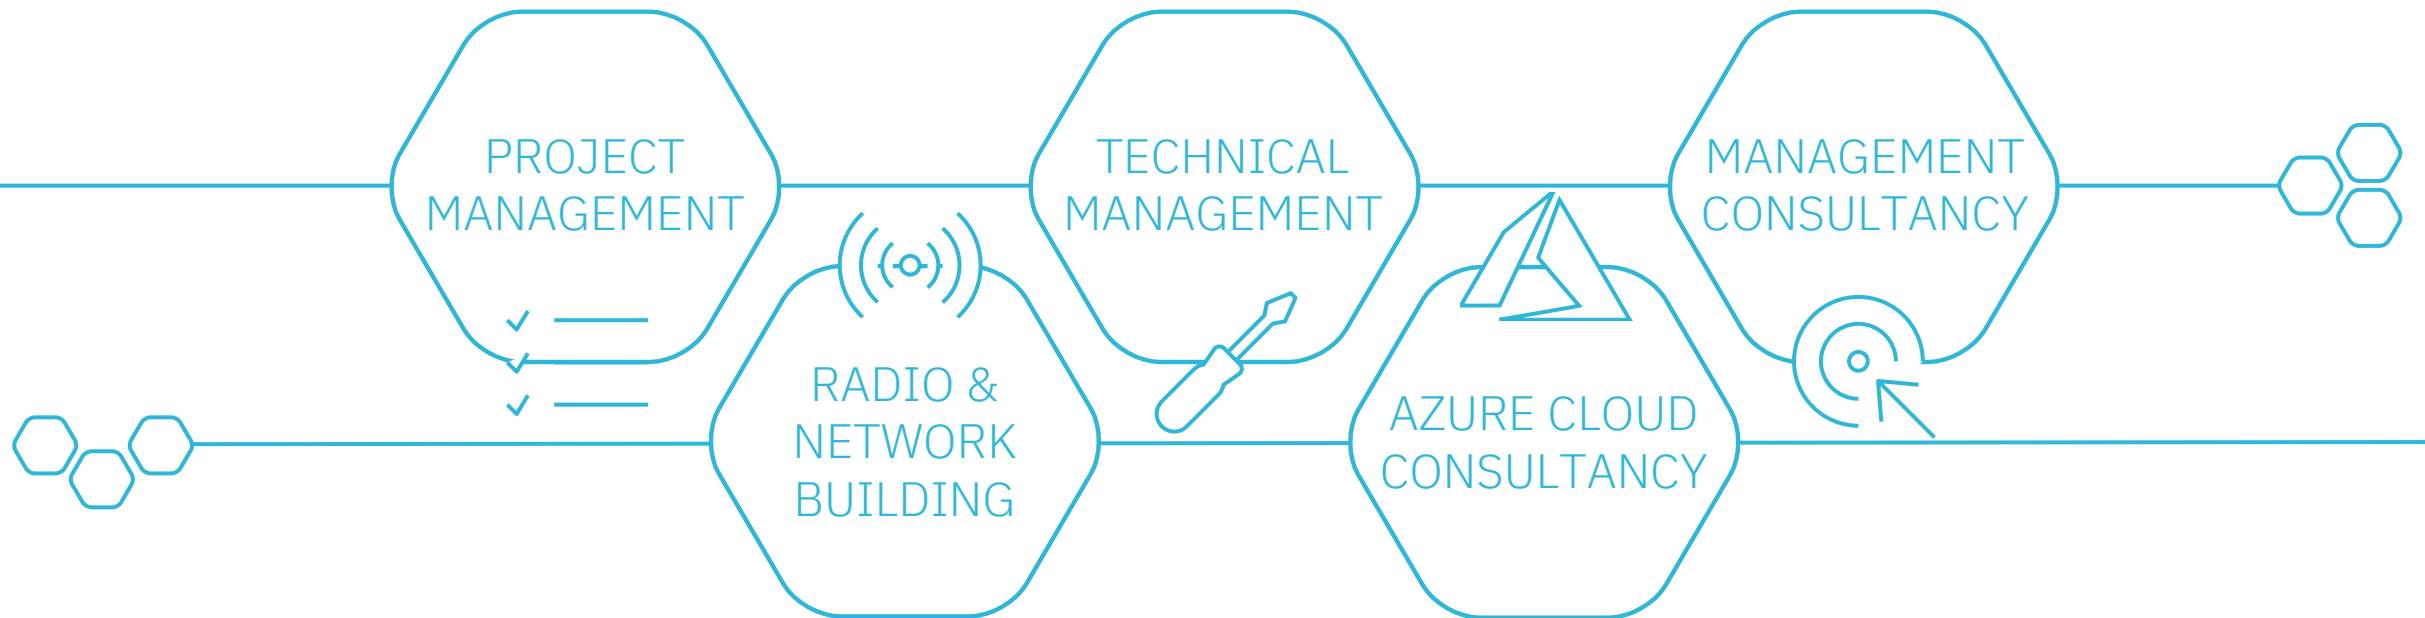 PROJECT
MANAGEMENT
RADIO &
NETWORK
BUILDING
TECHNICAL
MANAGEMENT
AZURE CLOUD
CONSULTANCY
MANAGEMENT
CONSULTANCY